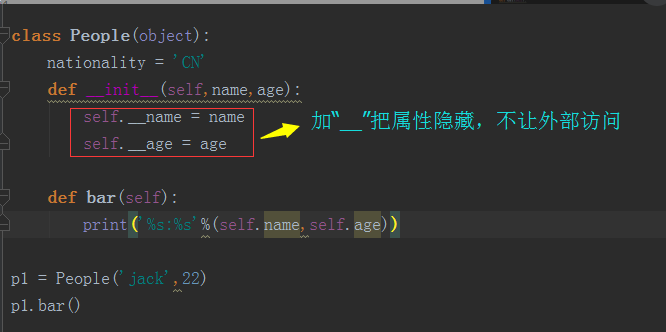 class People(object):
nationality = 'CN'
def __init__(self,name,age):
self.__name = name
self.__age = age
加“__”把属性隐藏，不让外部访问
def bar(self):
print('%s:%s'%(self.name,self.age))
p1 = People('jack',22)
p1.bar()